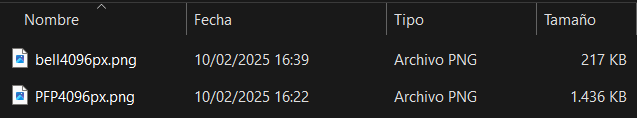 Nombre Fecha Tipo Tamaño
bell4096px.png 10/02/2025 16:39 Archivo PNG 217 KB
PFP4096px.png 10/02/2025 16:22 Archivo PNG 1.436 KB